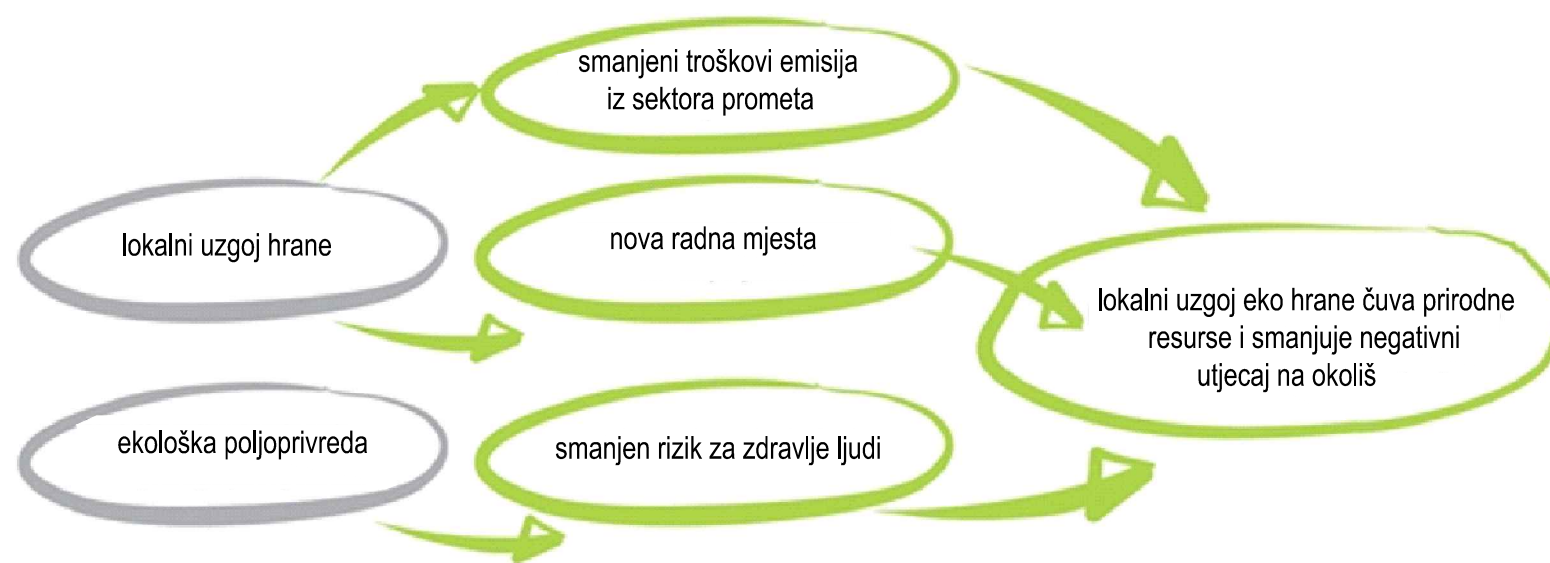 smanjeni troškovi emisija
iz sektora prometa
lokalni uzgoj hrane
nova radna mjesta
lokalni uzgoj eko hrane čuva prirodne
resurse i smanjuje negativni
utjecaj na okoliš
ekološka poljoprivreda
smanjen rizik za zdravlje ljudi